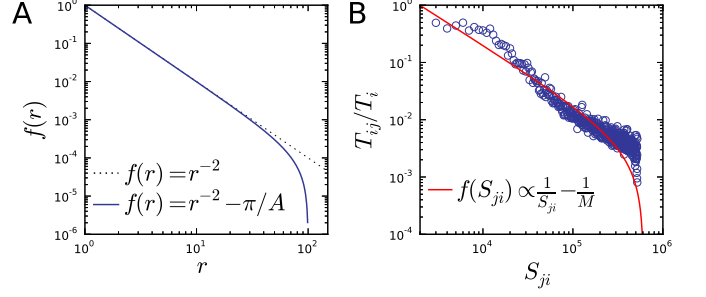 A
f(r)
10^0
10^-1
10^-2
10^-3
10^-4
10^-5
10^-6
f(r) = r^-2
f(r) = r^-2 − π/A
10^0
10^1
10^2
r
B
T_ij/T_i
10^0
10^-1
10^-2
10^-3
10^-4
f(S_ji) ∝ 1/S_ji − 1/M
10^4
10^5
10^6
S_ji